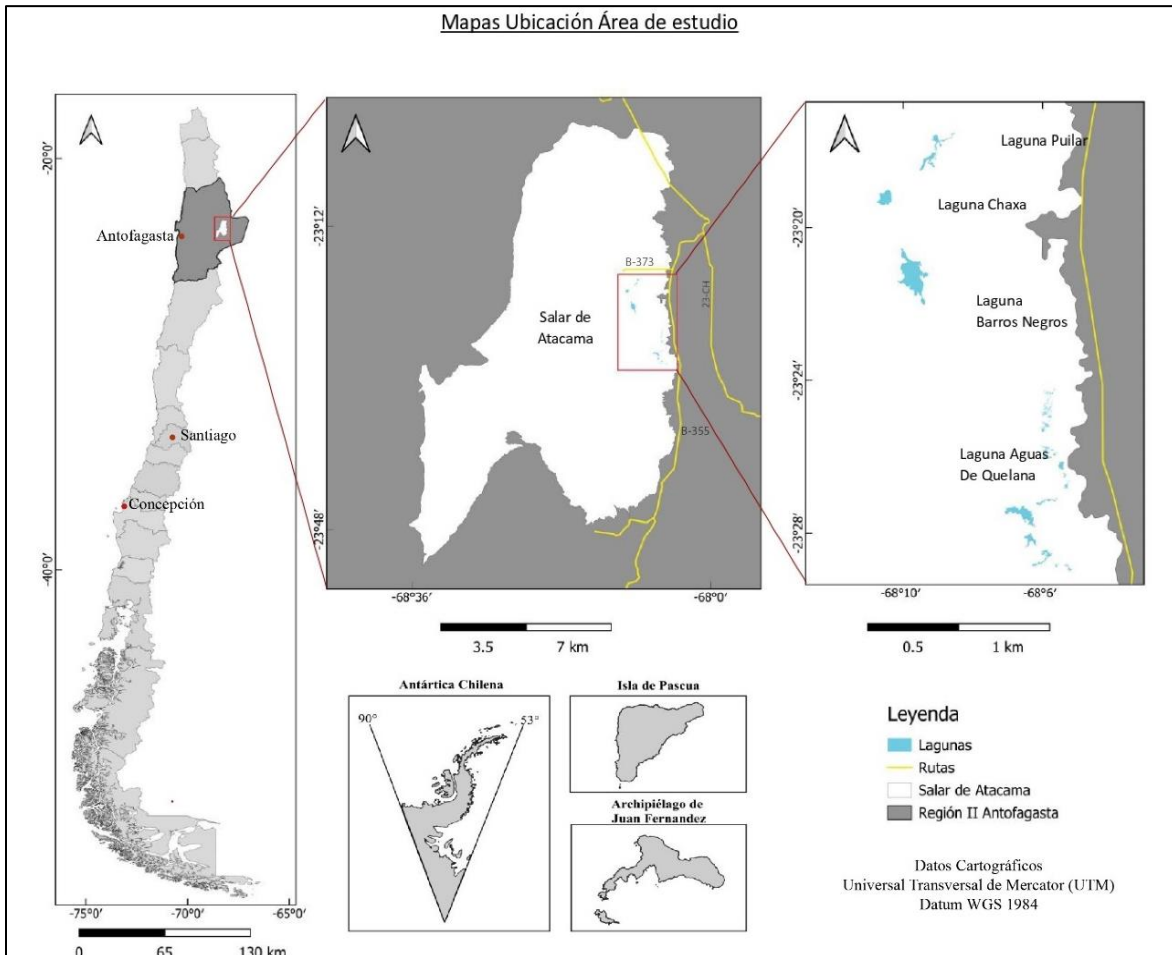 Mapas Ubicación Área de estudio
-20°0'
Antofagasta
Santiago
Concepción
-40°0'
-75°0'
-70°0'
-65°0'
0
65
130 km
-23°12'
B-373
23-CH
Salar de
Atacama
B-355
-23°48'
-68°36'
-68°0'
3.5
7 km
Laguna Puilar
Laguna Chaxa
-23°20'
Laguna
Barros Negros
-23°24'
Laguna Aguas
De Quelana
-23°28'
-68°10'
-68°6'
0.5
1 km
Antártica Chilena
90°
53°
Isla de Pascua
Archipiélago de
Juan Fernandez
Leyenda
Lagunas
Rutas
Salar de Atacama
Región II Antofagasta
Datos Cartográficos
Universal Transversal de Mercator (UTM)
Datum WGS 1984